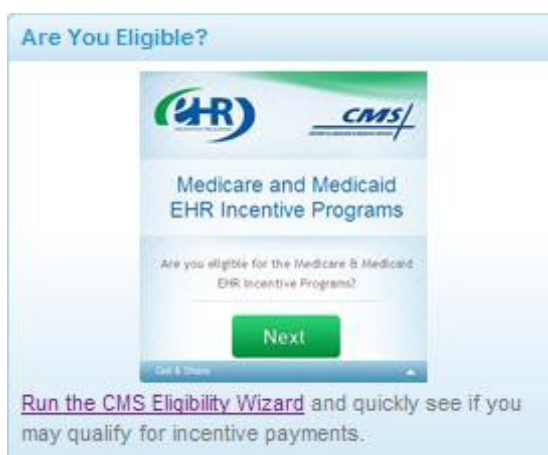 Are You Eligible?
EHR
CMS
Medicare and Medicaid
EHR Incentive Programs
Are you eligible for the Medicare & Medicaid
EHR Incentive Programs?
Next
Get & Share
Run the CMS Eligibility Wizard and quickly see if you
may qualify for incentive payments.